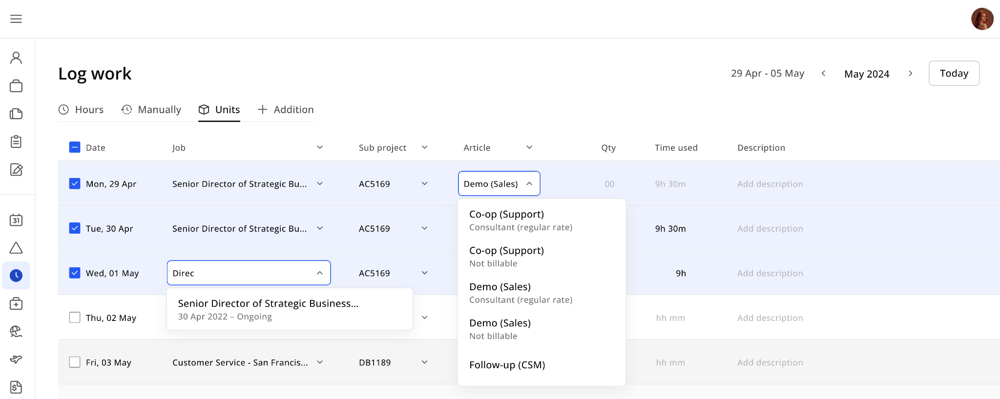 Log work
29 Apr - 05 May
May 2024
Today
Hours
Manually
Units
Addition
Date
Job
Sub project
Article
Qty
Time used
Description
Mon, 29 Apr
Senior Director of Strategic Bu...
AC5169
Demo (Sales)
00
9h 30m
Add description
Tue, 30 Apr
Senior Director of Strategic Bu...
AC5169
9h 30m
Add description
Wed, 01 May
Direc
AC5169
9h
Add description
Senior Director of Strategic Business...
30 Apr 2022 – Ongoing
Co-op (Support)
Consultant (regular rate)
Co-op (Support)
Not billable
Demo (Sales)
Consultant (regular rate)
Demo (Sales)
Not billable
Follow-up (CSM)
Thu, 02 May
hh mm
Add description
Fri, 03 May
Customer Service - San Francis...
DB1189
hh mm
Add description
31
$